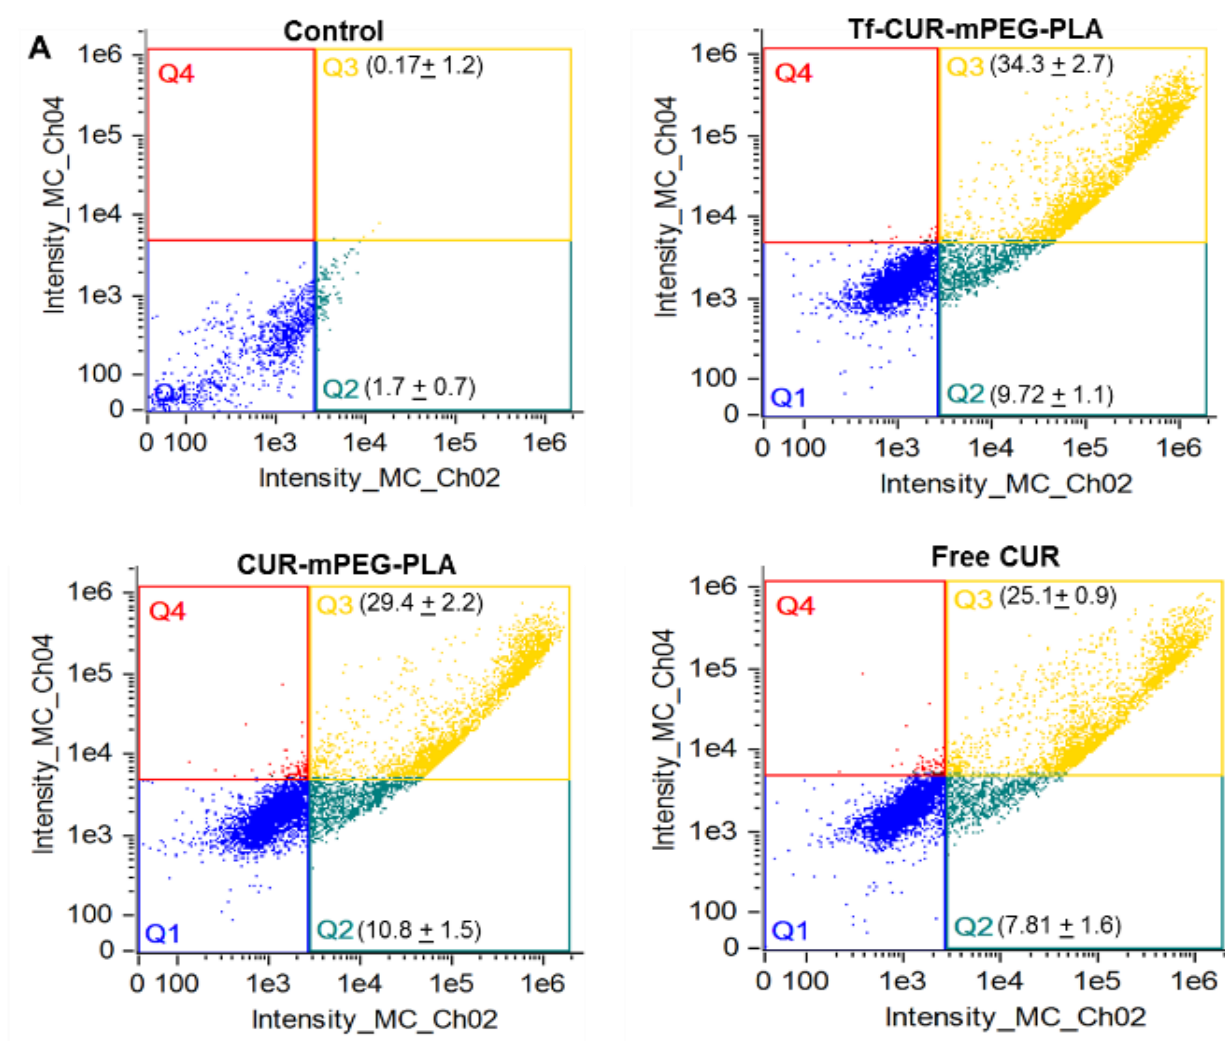 A
Control
Intensity_MC_Ch04
1e6
1e5
1e4
1e3
100
0
Q4
Q3 (0.17± 1.2)
Q1
Q2 (1.7 ± 0.7)
0 100 1e3 1e4 1e5 1e6
Intensity_MC_Ch02
Tf-CUR-mPEG-PLA
Intensity_MC_Ch04
1e6
1e5
1e4
1e3
100
0
Q4
Q3 (34.3 ± 2.7)
Q1
Q2 (9.72 ± 1.1)
0 100 1e3 1e4 1e5 1e6
Intensity_MC_Ch02
CUR-mPEG-PLA
Intensity_MC_Ch04
1e6
1e5
1e4
1e3
100
0
Q4
Q3 (29.4 ± 2.2)
Q1
Q2 (10.8 ± 1.5)
0 100 1e3 1e4 1e5 1e6
Intensity_MC_Ch02
Free CUR
Intensity_MC_Ch04
1e6
1e5
1e4
1e3
100
0
Q4
Q3 (25.1± 0.9)
Q1
Q2 (7.81 ± 1.6)
0 100 1e3 1e4 1e5 1e6
Intensity_MC_Ch02